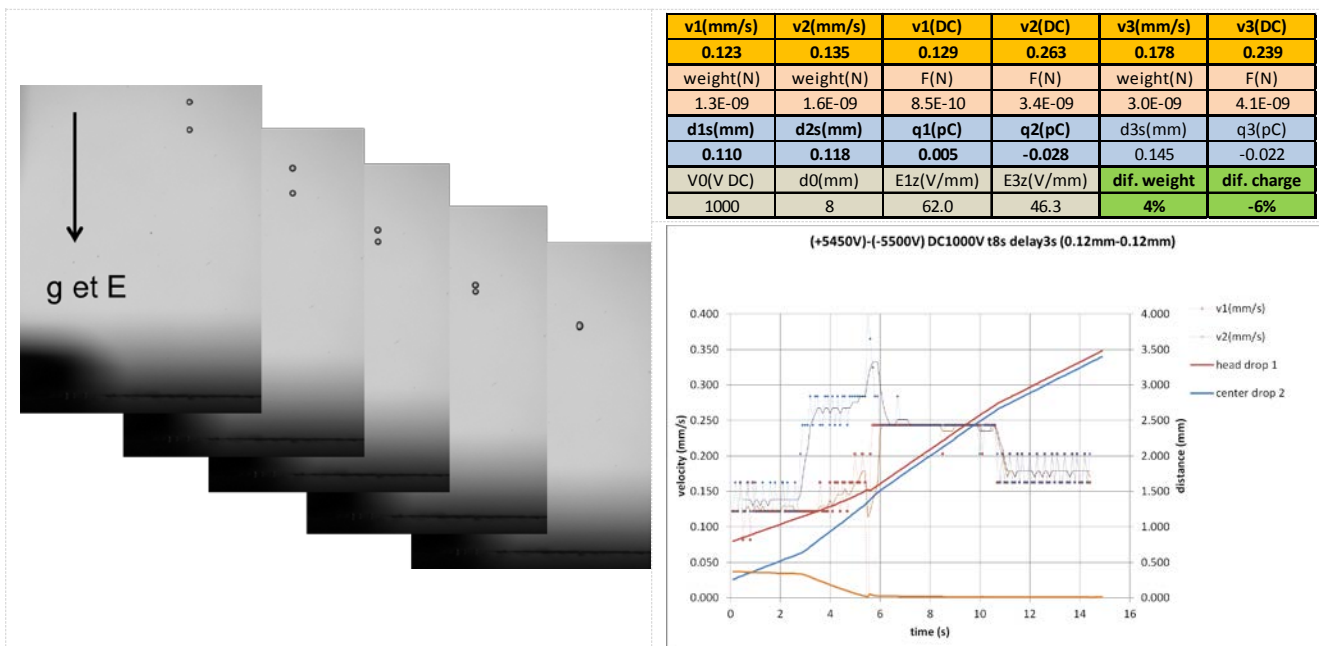 g et E
v1(mm/s) v2(mm/s) v1(DC) v2(DC) v3(mm/s) v3(DC)
0.123 0.135 0.129 0.263 0.178 0.239
weight(N) weight(N) F(N) F(N) weight(N) F(N)
1.3E-09 1.6E-09 8.5E-10 3.4E-09 3.0E-09 4.1E-09
d1s(mm) d2s(mm) q1(pC) q2(pC) d3s(mm) q3(pC)
0.110 0.118 0.005 -0.028 0.145 -0.022
V0(V DC) d0(mm) E1z(V/mm) E3z(V/mm) dif. weight dif. charge
1000 8 62.0 46.3 4% -6%
(+5450V)-(-5500V) DC1000V t8s delay3s (0.12mm-0.12mm)
0.400 4.000
0.350 3.500
0.300 3.000
0.250 2.500
0.200 2.000
0.150 1.500
0.100 1.000
0.050 0.500
0.000 0.000
velocity (mm/s)
distance (mm)
0 2 4 6 8 10 12 14 16
time (s)
v1(mm/s)
v2(mm/s)
head drop 1
center drop 2